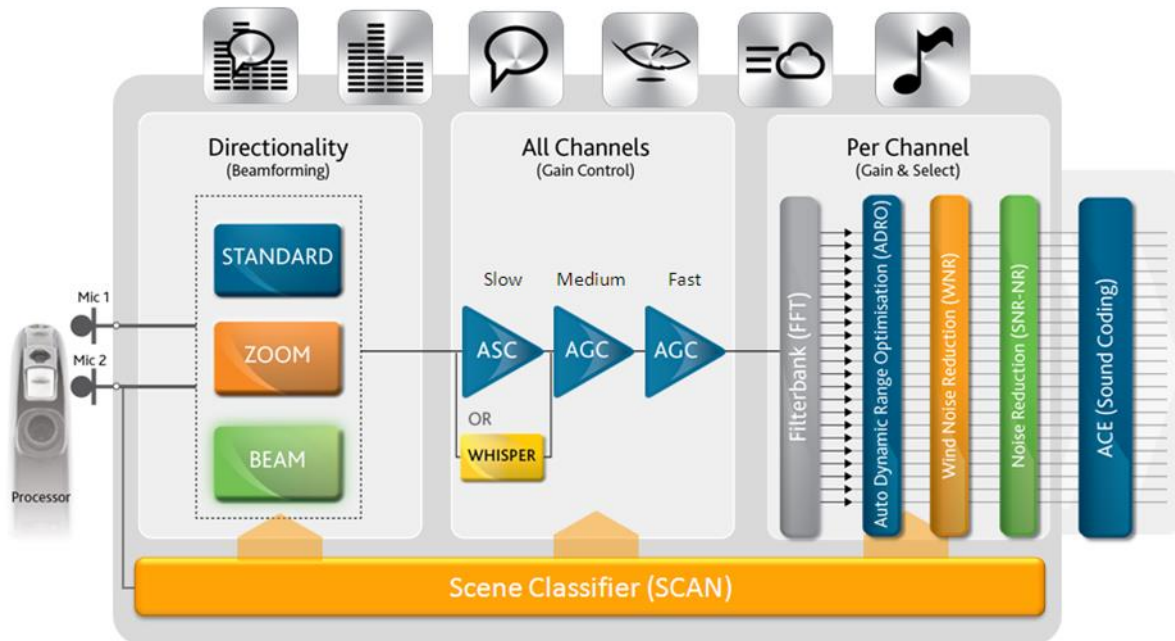 Directionality
(Beamforming)
All Channels
(Gain Control)
Per Channel
(Gain & Select)
STANDARD
ZOOM
BEAM
Mic 1
Mic 2
Processor
Slow
Medium
Fast
ASC
AGC
AGC
OR
WHISPER
Filterbank (FFT)
Auto Dynamic Range Optimisation (ADRO)
Wind Noise Reduction (WNR)
Noise Reduction (SNR-NR)
ACE (Sound Coding)
Scene Classifier (SCAN)